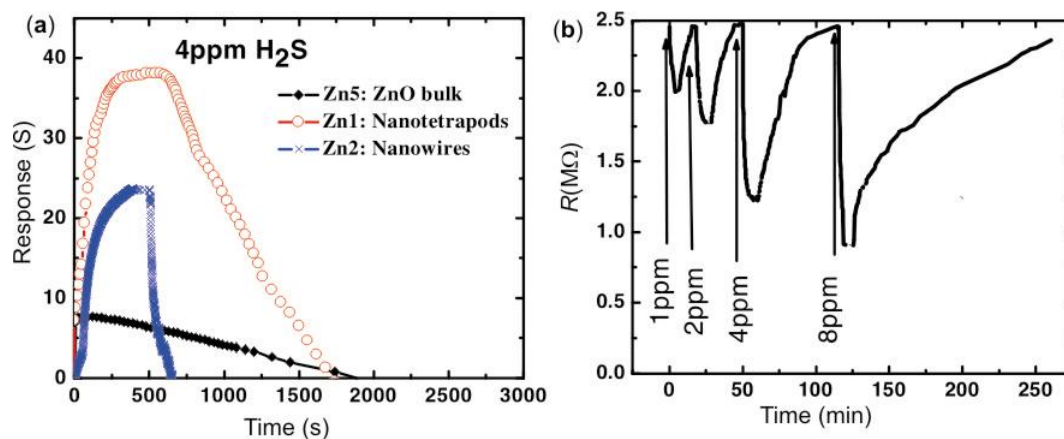 (a)
4ppm H₂S
Zn5: ZnO bulk
Zn1: Nanotetrapods
Zn2: Nanowires
Response (S)
40
30
20
10
0
0 500 1000 1500 2000 2500 3000
Time (s)
(b)
R(MΩ)
2.5
2.0
1.5
1.0
0.5
0.0
1ppm
2ppm
4ppm
8ppm
0 50 100 150 200 250
Time (min)